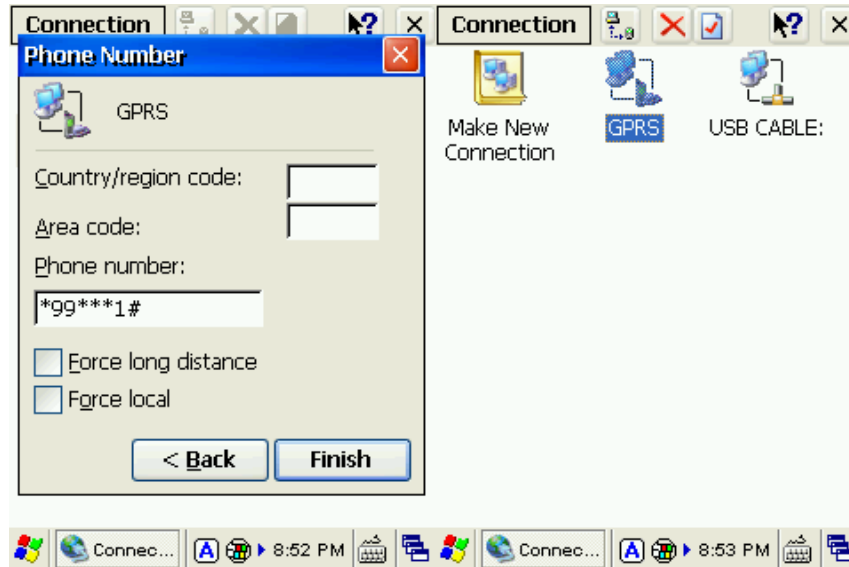 Connection
Phone Number
GPRS
Country/region code:
Area code:
Phone number:
*99***1#
Force long distance
Force local
< Back
Finish
Connec...
A
8:52 PM
Connection
?
Make New
Connection
GPRS
USB CABLE:
Connec...
A
8:53 PM